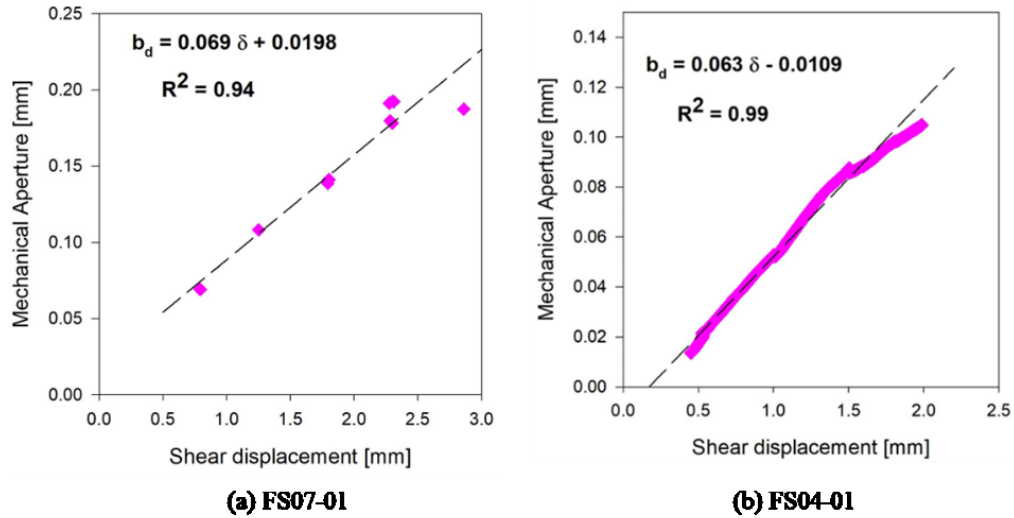 0.25
0.20
0.15
0.10
0.05
0.00
Mechanical Aperture [mm]
b_d = 0.069 δ + 0.0198
R² = 0.94
0.0 0.5 1.0 1.5 2.0 2.5 3.0
Shear displacement [mm]
(a) FS07-01
0.14
0.12
0.10
0.08
0.06
0.04
0.02
0.00
Mechanical Aperture [mm]
b_d = 0.063 δ - 0.0109
R² = 0.99
0.0 0.5 1.0 1.5 2.0 2.5
Shear displacement [mm]
(b) FS04-01